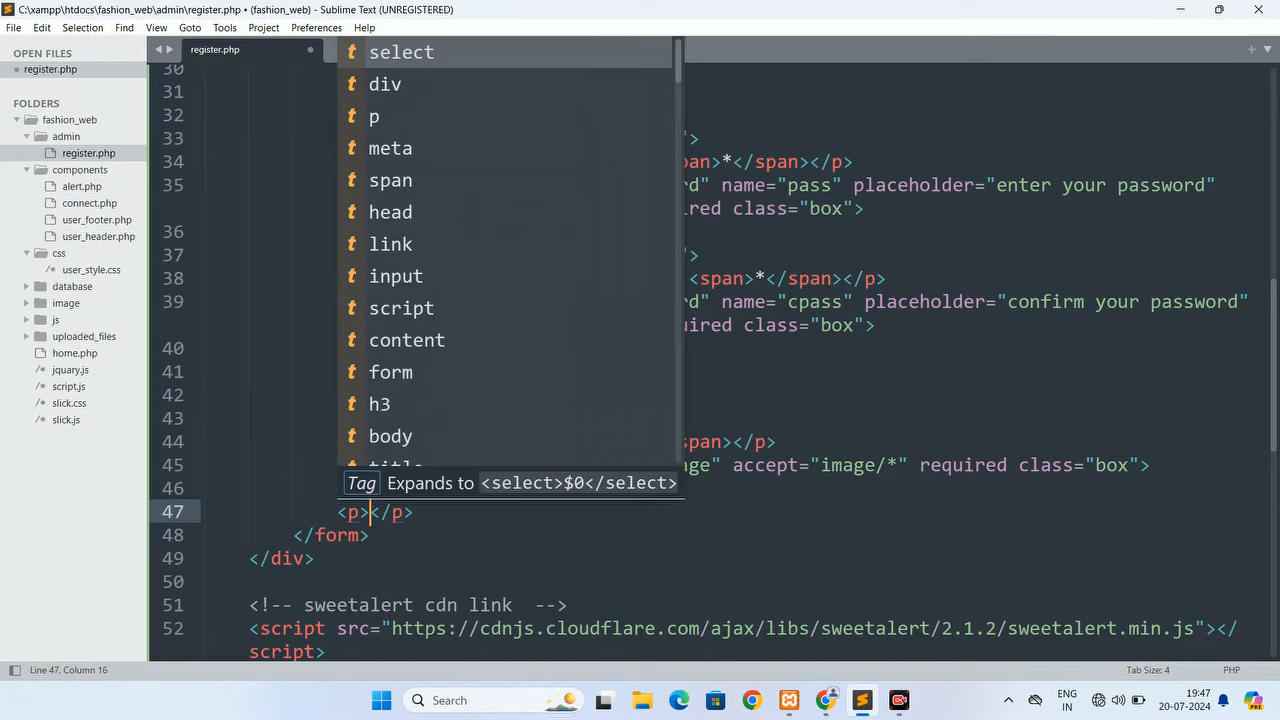 C:\xampp\htdocs\fashion_web\admin\register.php • (fashion_web) - Sublime Text (UNREGISTERED)
File Edit Selection Find View Goto Tools Project Preferences Help
OPEN FILES
register.php
FOLDERS
fashion_web
admin
register.php
components
alert.php
connect.php
user_footer.php
user_header.php
css
/* user_style.css
database
image
js
uploaded_files
home.php
/* jquary.js
/* script.js
/* slick.css
/* slick.js
register.php
t select
t div
t p
t meta
t span
t head
t link
t input
t script
t content
t form
t h3
t body
t title
Tag Expands to <select>$0</select>
30
31
32
33 ">
34 pan>*</span></p>
35 rd" name="pass" placeholder="enter your password"
ired class="box">
36
37 ">
38 <span>*</span></p>
39 rd" name="cpass" placeholder="confirm your password"
uired class="box">
40
41
42
43
44 span></p>
45 age" accept="image/*" required class="box">
46
47 <p></p>
48 </form>
49 </div>
50
51 <!-- sweetalert cdn link -->
52 <script src="https://cdnjs.cloudflare.com/ajax/libs/sweetalert/2.1.2/sweetalert.min.js"></
script>
Line 47, Column 16
Tab Size: 4 PHP
Search
ENG
IN
19:47
20-07-2024
PRE